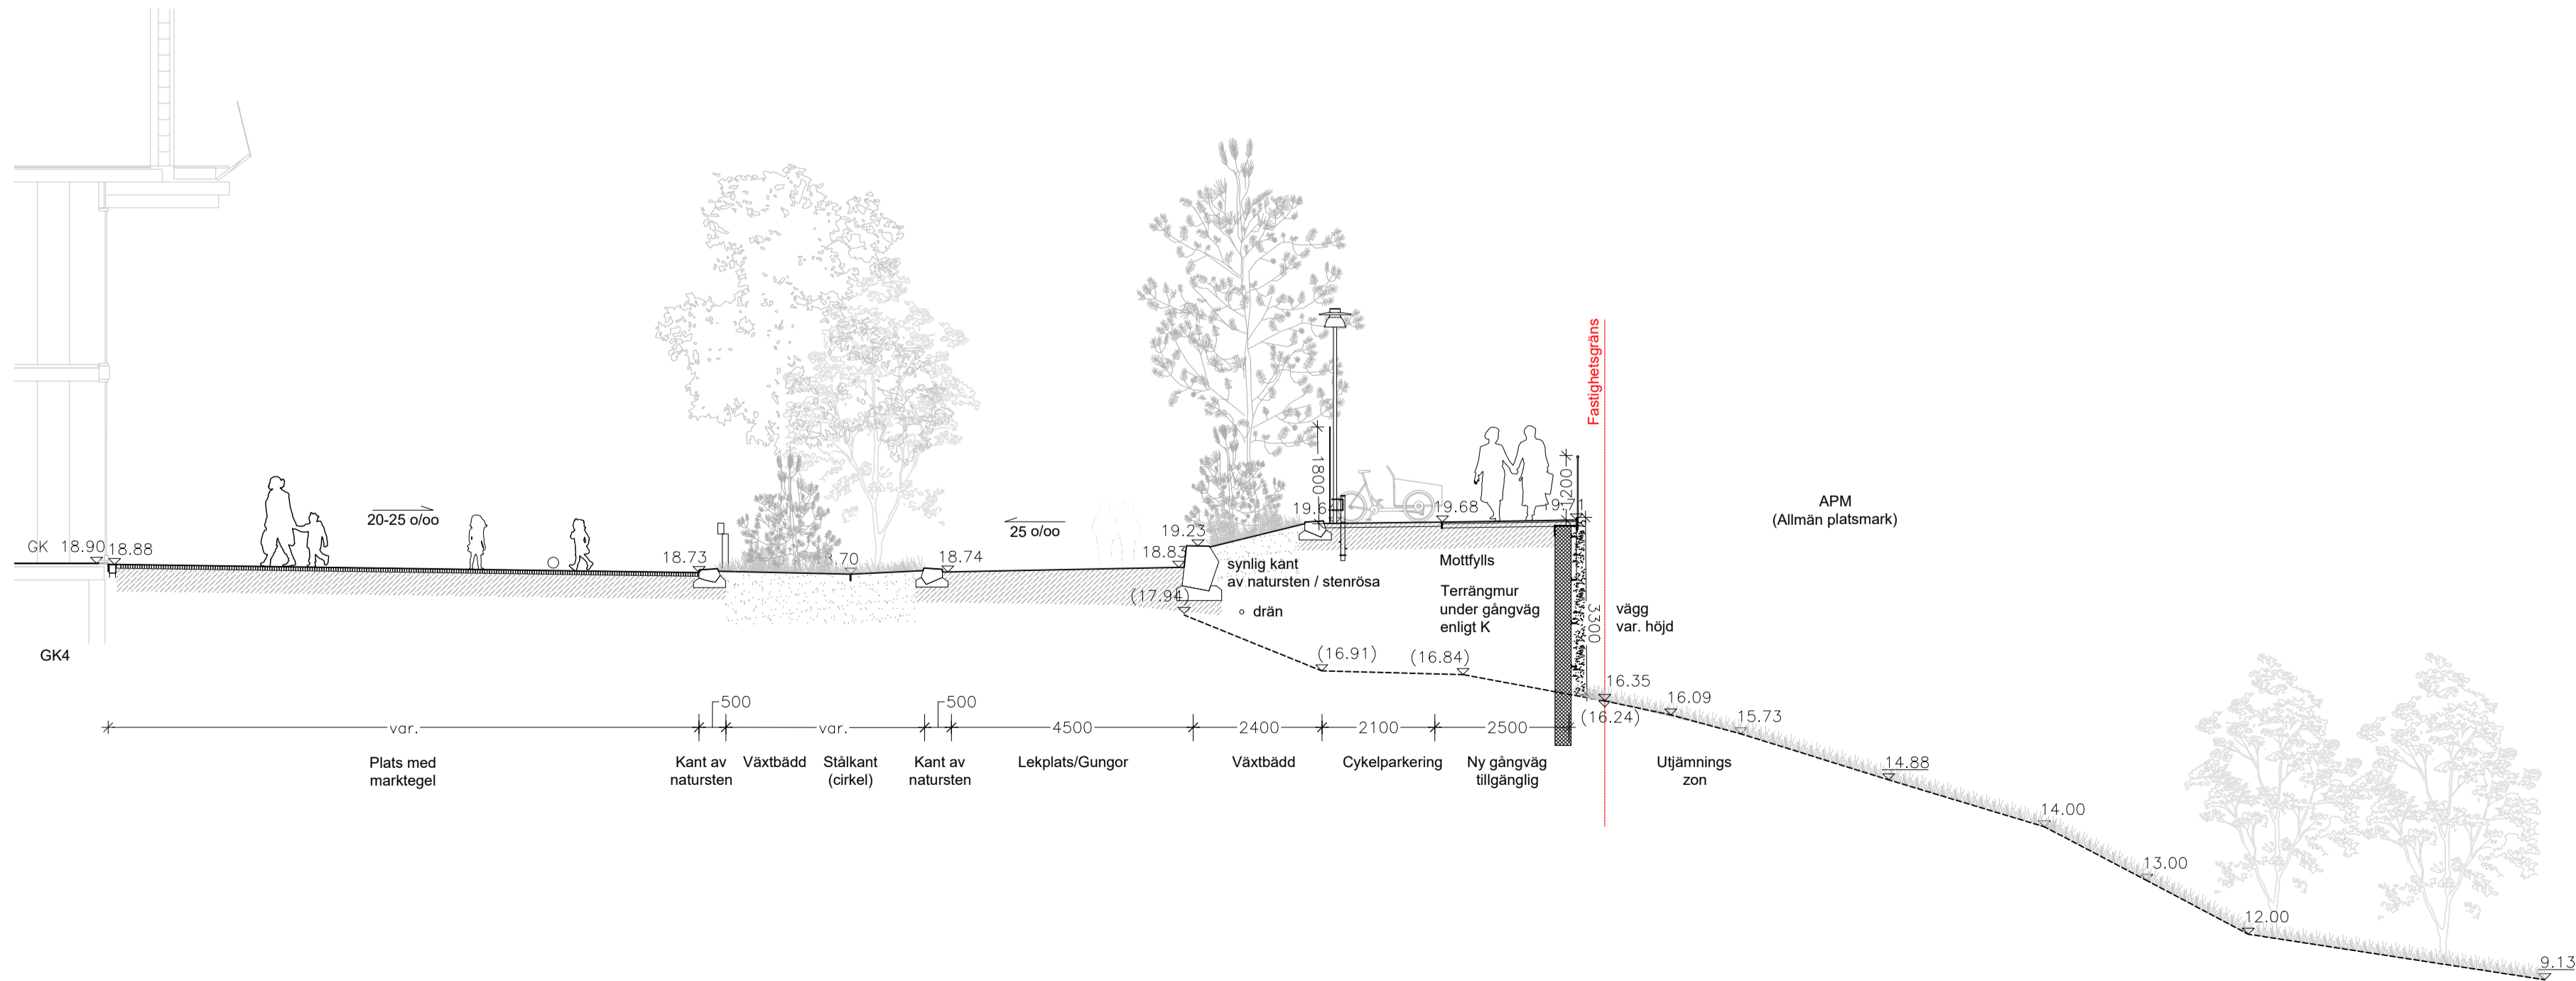 Fastighetsgräns
1800
1200
APM
(Allmän platsmark)
20-25 o/oo
25 o/oo
GK 18.90
18.88
18.73
18.74
18.83
19.23
19.68
synlig kant
av natursten / stenrösa
drän
Mottfylls
Terrängmur
under gångväg
enligt K
3300
vägg
var. höjd
(17.94)
(16.91)
(16.84)
GK4
16.35
(16.24)
16.09
15.73
14.88
14.00
13.00
12.00
9.13
500
500
var.
var.
4500
2400
2100
2500
Plats med
marktegel
Kant av
natursten
Växtbädd
Stålkant
(cirkel)
Kant av
natursten
Lekplats/Gungor
Växtbädd
Cykelparkering
Ny gångväg
tillgänglig
Utjämnings
zon